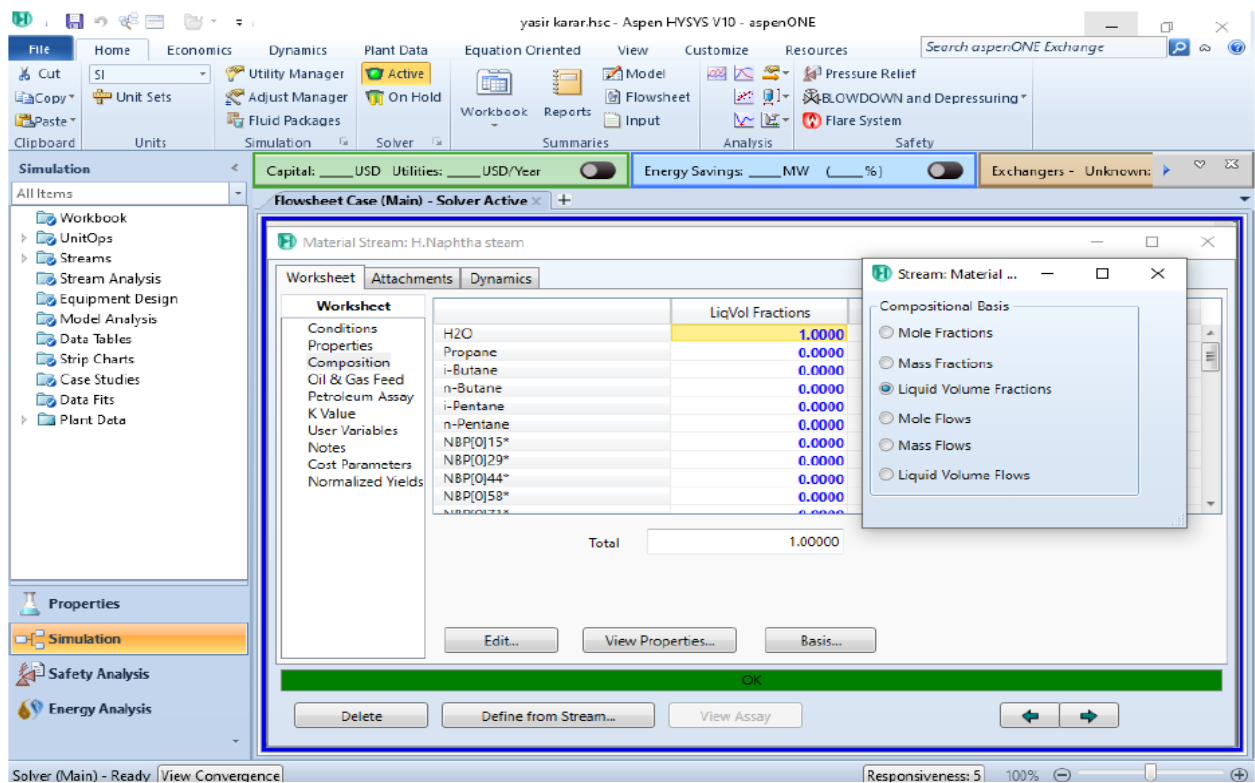 yasir karar.hsc - Aspen HYSYS V10 - aspenONE
File Home Economics Dynamics Plant Data Equation Oriented View Customize Resources Search aspenONE Exchange
Cut SI Utility Manager Active Model Pressure Relief
Copy Unit Sets Adjust Manager On Hold Workbook Reports Flowsheet BLOWDOWN and Depressuring
Paste Fluid Packages Input Flare System
Clipboard Units Simulation Solver Summaries Analysis Safety
Simulation
Capital: ____USD Utilities: ____USD/Year Energy Savings: ____MW (____%) Exchangers - Unknown:
All Items
Flowsheet Case (Main) - Solver Active
Workbook
UnitOps
Streams
Stream Analysis
Equipment Design
Model Analysis
Data Tables
Strip Charts
Case Studies
Data Fits
Plant Data
Properties
Simulation
Safety Analysis
Energy Analysis
Material Stream: H.Naphtha steam
Worksheet Attachments Dynamics
Worksheet
Conditions
Properties
Composition
Oil & Gas Feed
Petroleum Assay
K Value
User Variables
Notes
Cost Parameters
Normalized Yields
LiqVol Fractions
H2O 1.0000
Propane 0.0000
i-Butane 0.0000
n-Butane 0.0000
i-Pentane 0.0000
n-Pentane 0.0000
NBP[0]15* 0.0000
NBP[0]29* 0.0000
NBP[0]44* 0.0000
NBP[0]58* 0.0000
Total 1.00000
Edit... View Properties... Basis...
OK
Delete Define from Stream... View Assay
Stream: Material ...
Compositional Basis
Mole Fractions
Mass Fractions
Liquid Volume Fractions
Mole Flows
Mass Flows
Liquid Volume Flows
Solver (Main) - Ready View Convergence Responsiveness: 5 100%